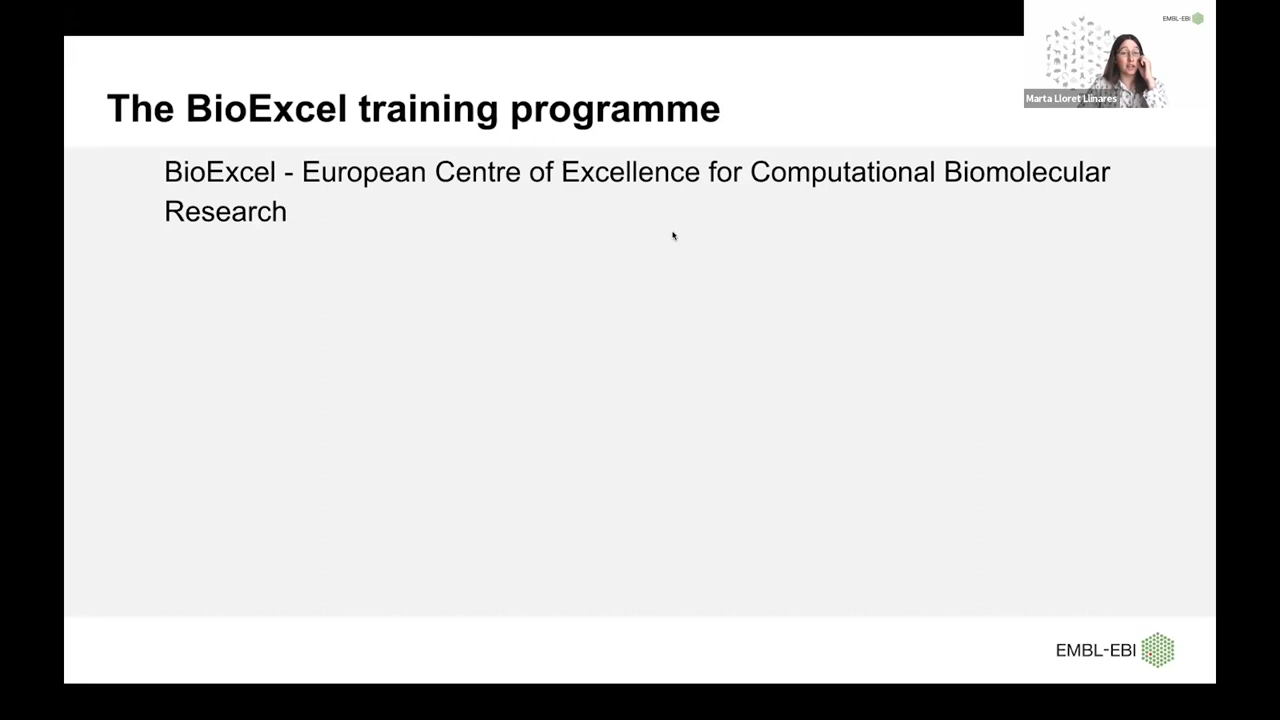 EMBL-EBI
Marta Lloret Llinares
The BioExcel training programme
BioExcel - European Centre of Excellence for Computational Biomolecular
Research
EMBL-EBI